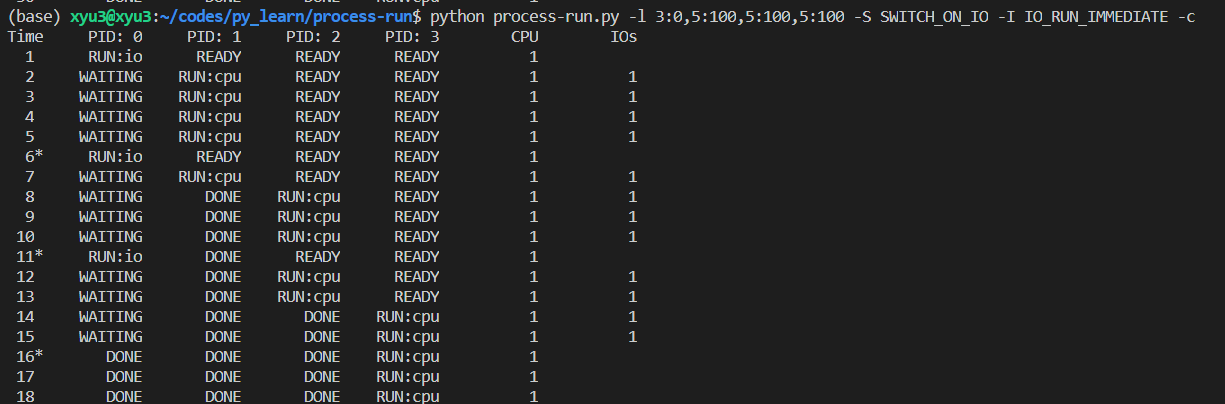 (base) xyu3@xyu3:~/codes/py_learn/process-run$ python process-run.py -l 3:0,5:100,5:100,5:100 -S SWITCH_ON_IO -I IO_RUN_IMMEDIATE -c
Time PID: 0 PID: 1 PID: 2 PID: 3 CPU IOs
1 RUN:io READY READY READY 1
2 WAITING RUN:cpu READY READY 1 1
3 WAITING RUN:cpu READY READY 1 1
4 WAITING RUN:cpu READY READY 1 1
5 WAITING RUN:cpu READY READY 1 1
6* RUN:io READY READY READY 1
7 WAITING RUN:cpu READY READY 1 1
8 WAITING DONE RUN:cpu READY 1 1
9 WAITING DONE RUN:cpu READY 1 1
10 WAITING DONE RUN:cpu READY 1 1
11* RUN:io DONE READY READY 1
12 WAITING DONE RUN:cpu READY 1 1
13 WAITING DONE RUN:cpu READY 1 1
14 WAITING DONE DONE RUN:cpu 1 1
15 WAITING DONE DONE RUN:cpu 1 1
16* DONE DONE DONE RUN:cpu 1
17 DONE DONE DONE RUN:cpu 1
18 DONE DONE DONE RUN:cpu 1